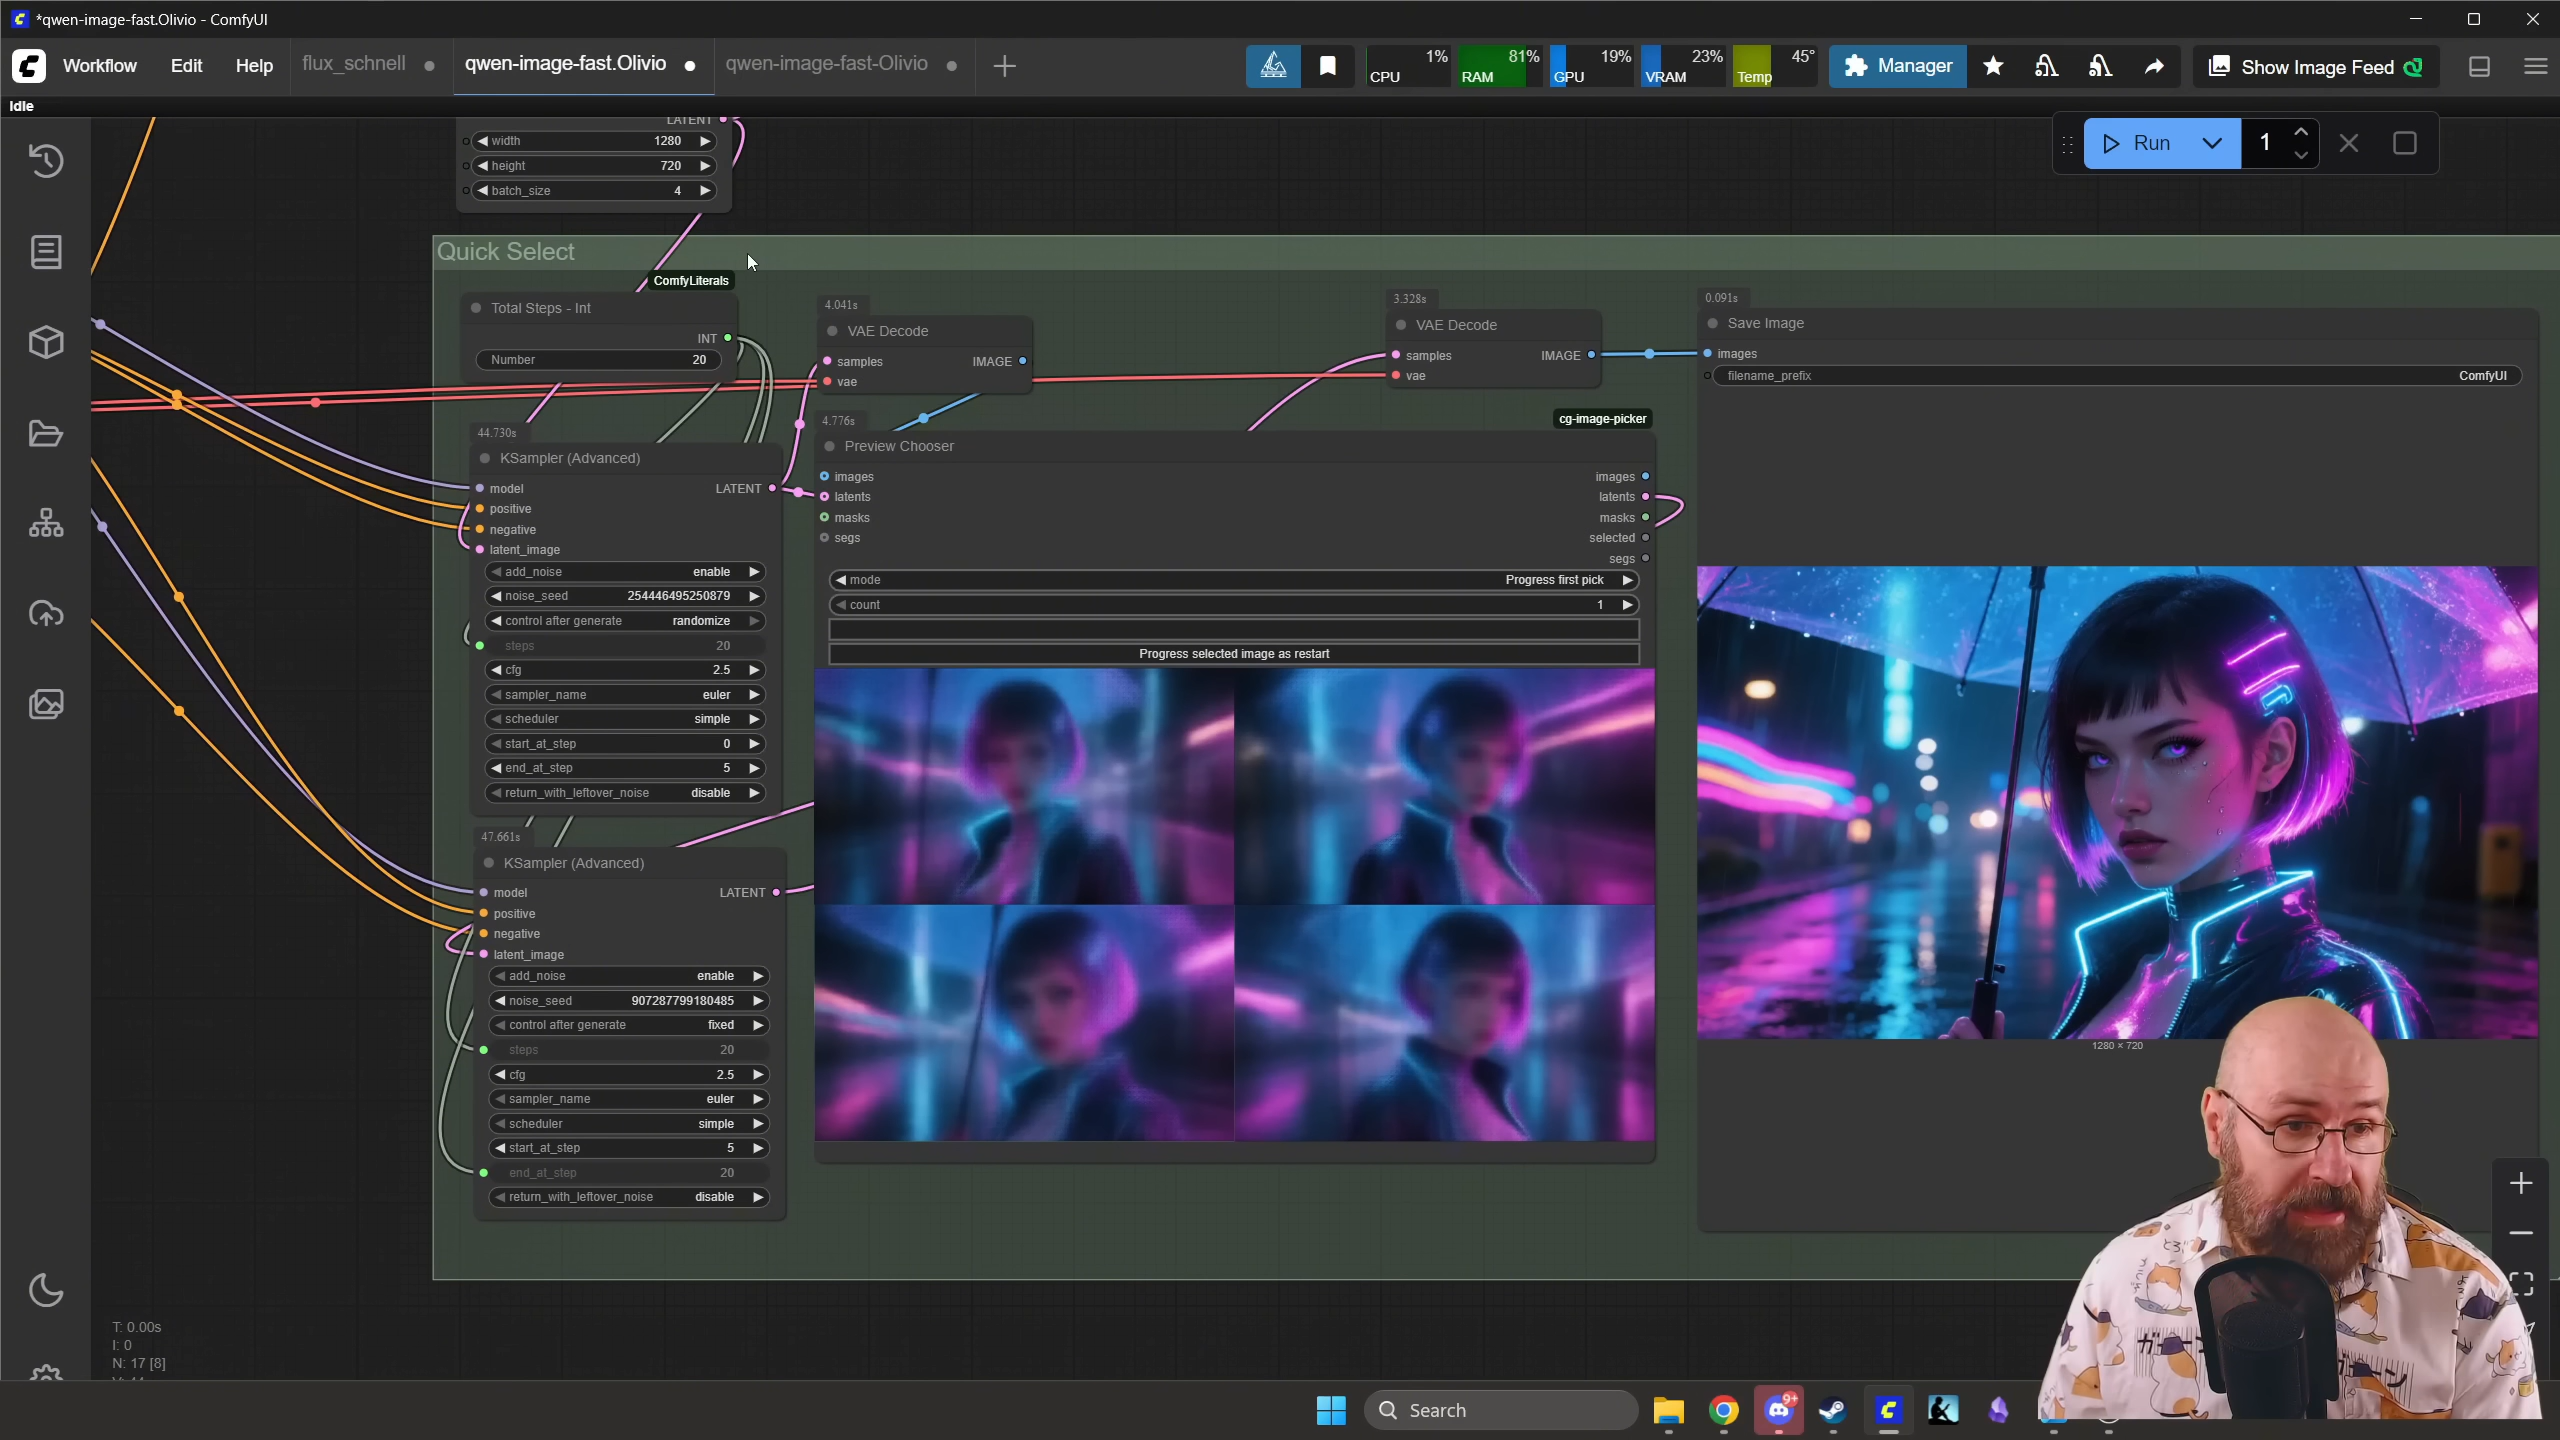 *qwen-image-fast.Olivio - ComfyUI
Workflow
Edit
Help
flux_schnell
qwen-image-fast.Olivio
qwen-image-fast-Olivio
CPU
1%
RAM
81%
GPU
19%
VRAM
23%
Temp
45°
Manager
Show Image Feed
Idle
Run
1
LATENT
width
1280
height
720
batch_size
4
Quick Select
ComfyLiterals
Total Steps - Int
INT
Number
20
4.041s
VAE Decode
samples
IMAGE
vae
3.328s
VAE Decode
samples
IMAGE
vae
0.091s
Save Image
images
filename_prefix
ComfyUI
44.730s
KSampler (Advanced)
model
LATENT
positive
negative
latent_image
add_noise
enable
noise_seed
254446495250879
control after generate
randomize
steps
20
cfg
2.5
sampler_name
euler
scheduler
simple
start_at_step
0
end_at_step
5
return_with_leftover_noise
disable
4.776s
cg-image-picker
Preview Chooser
images
images
latents
latents
masks
masks
segs
selected
segs
mode
Progress first pick
count
1
Progress selected image as restart
47.661s
KSampler (Advanced)
model
LATENT
positive
negative
latent_image
add_noise
enable
noise_seed
907287799180485
control after generate
fixed
steps
20
cfg
2.5
sampler_name
euler
scheduler
simple
start_at_step
5
end_at_step
20
return_with_leftover_noise
disable
1280 × 720
T: 0.00s
I: 0
N: 17 [8]
Search
9+